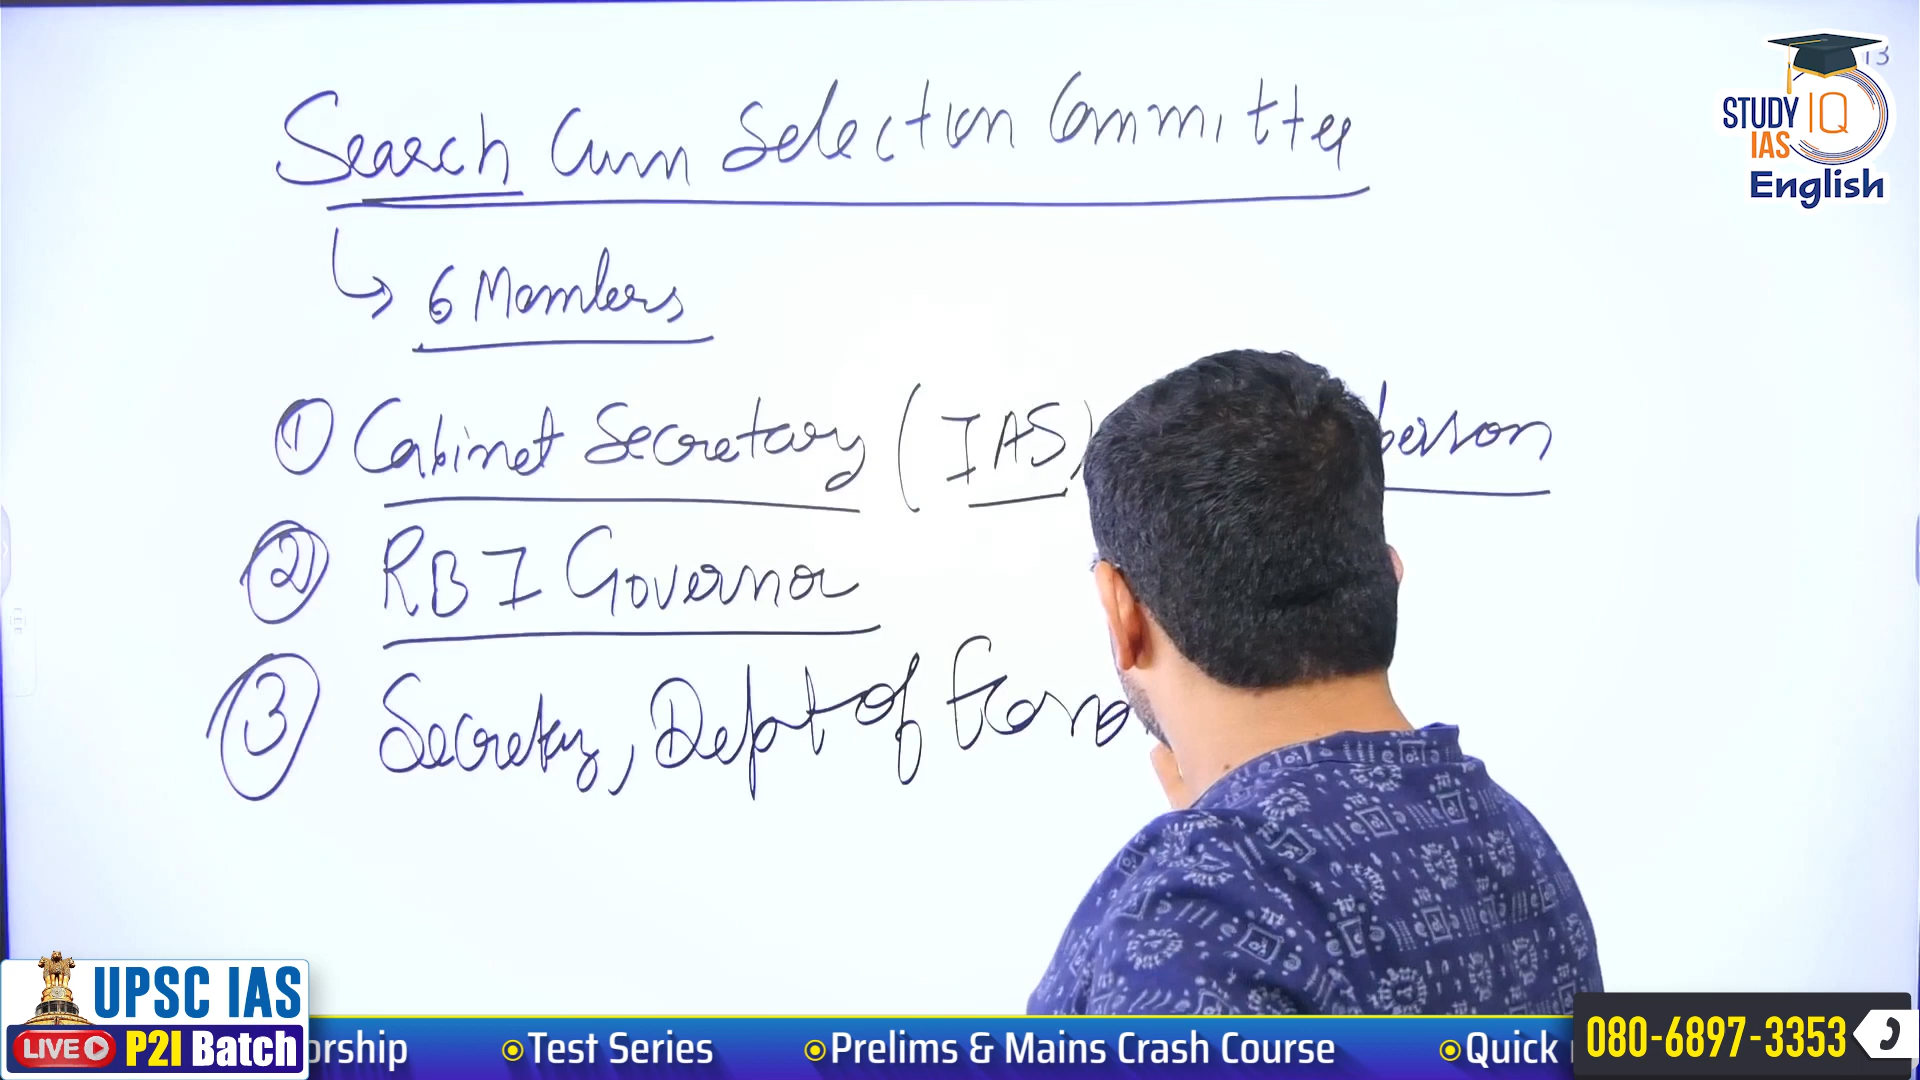 Search Cum Selection Committee
13
STUDY IQ
IAS
English
6 Members
① Cabinet Secretary (IAS) person
② RBI Governor
③ Secretary, Dept of Econo
UPSC IAS
LIVE P2I Batch
orship Test Series Prelims & Mains Crash Course Quick
080-6897-3353